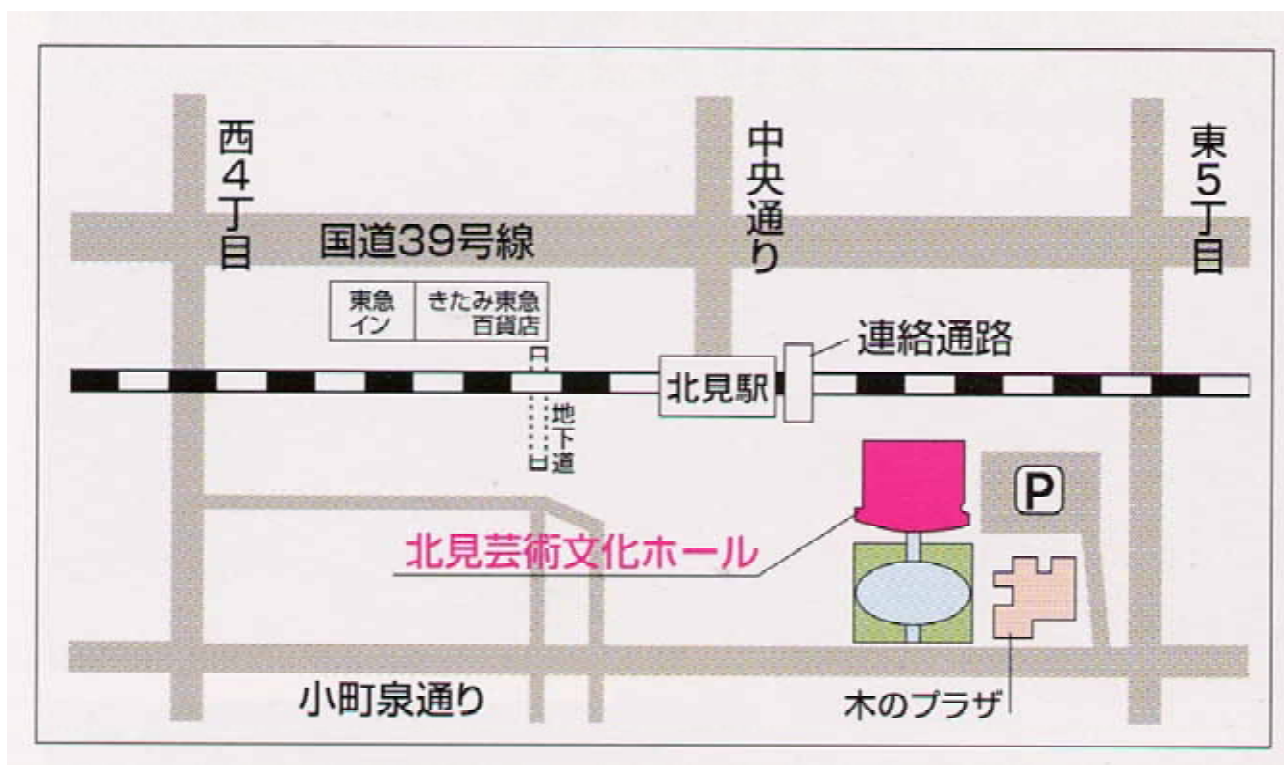 西4丁目
中央通り
東5丁目
国道39号線
東急
イン
きたみ東急
百貨店
連絡通路
北見駅
地下道
P
北見芸術文化ホール
小町泉通り
木のプラザ